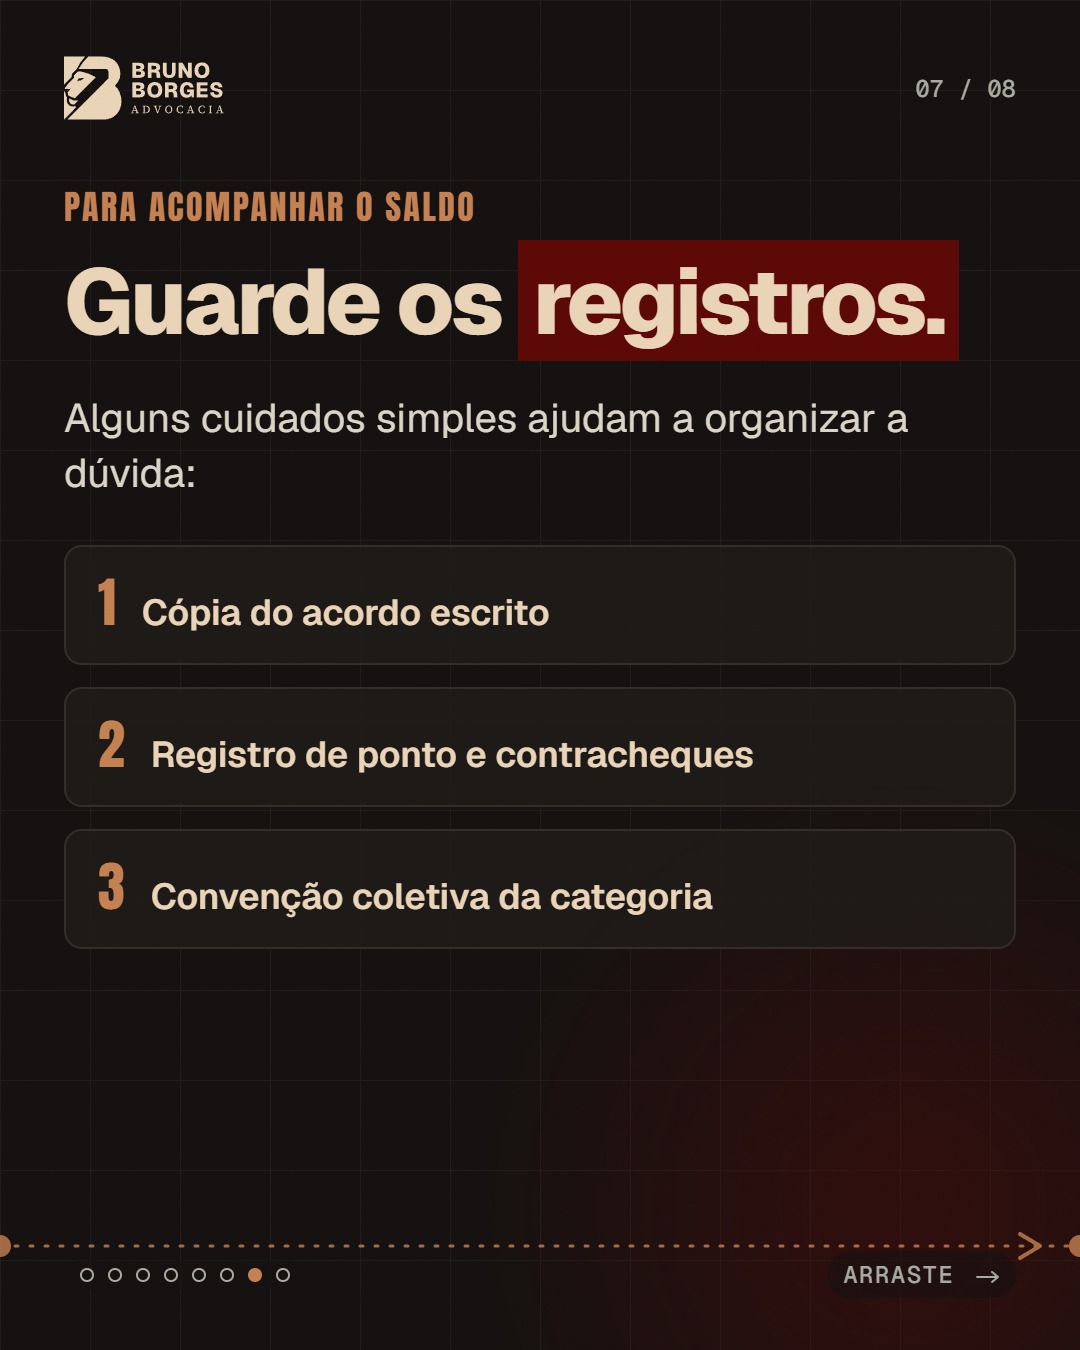 BRUNO
BORGES
ADVOCACIA
07 / 08
PARA ACOMPANHAR O SALDO
Guarde os registros.
Alguns cuidados simples ajudam a organizar a
dúvida:
1 Cópia do acordo escrito
2 Registro de ponto e contracheques
3 Convenção coletiva da categoria
ARRASTE →